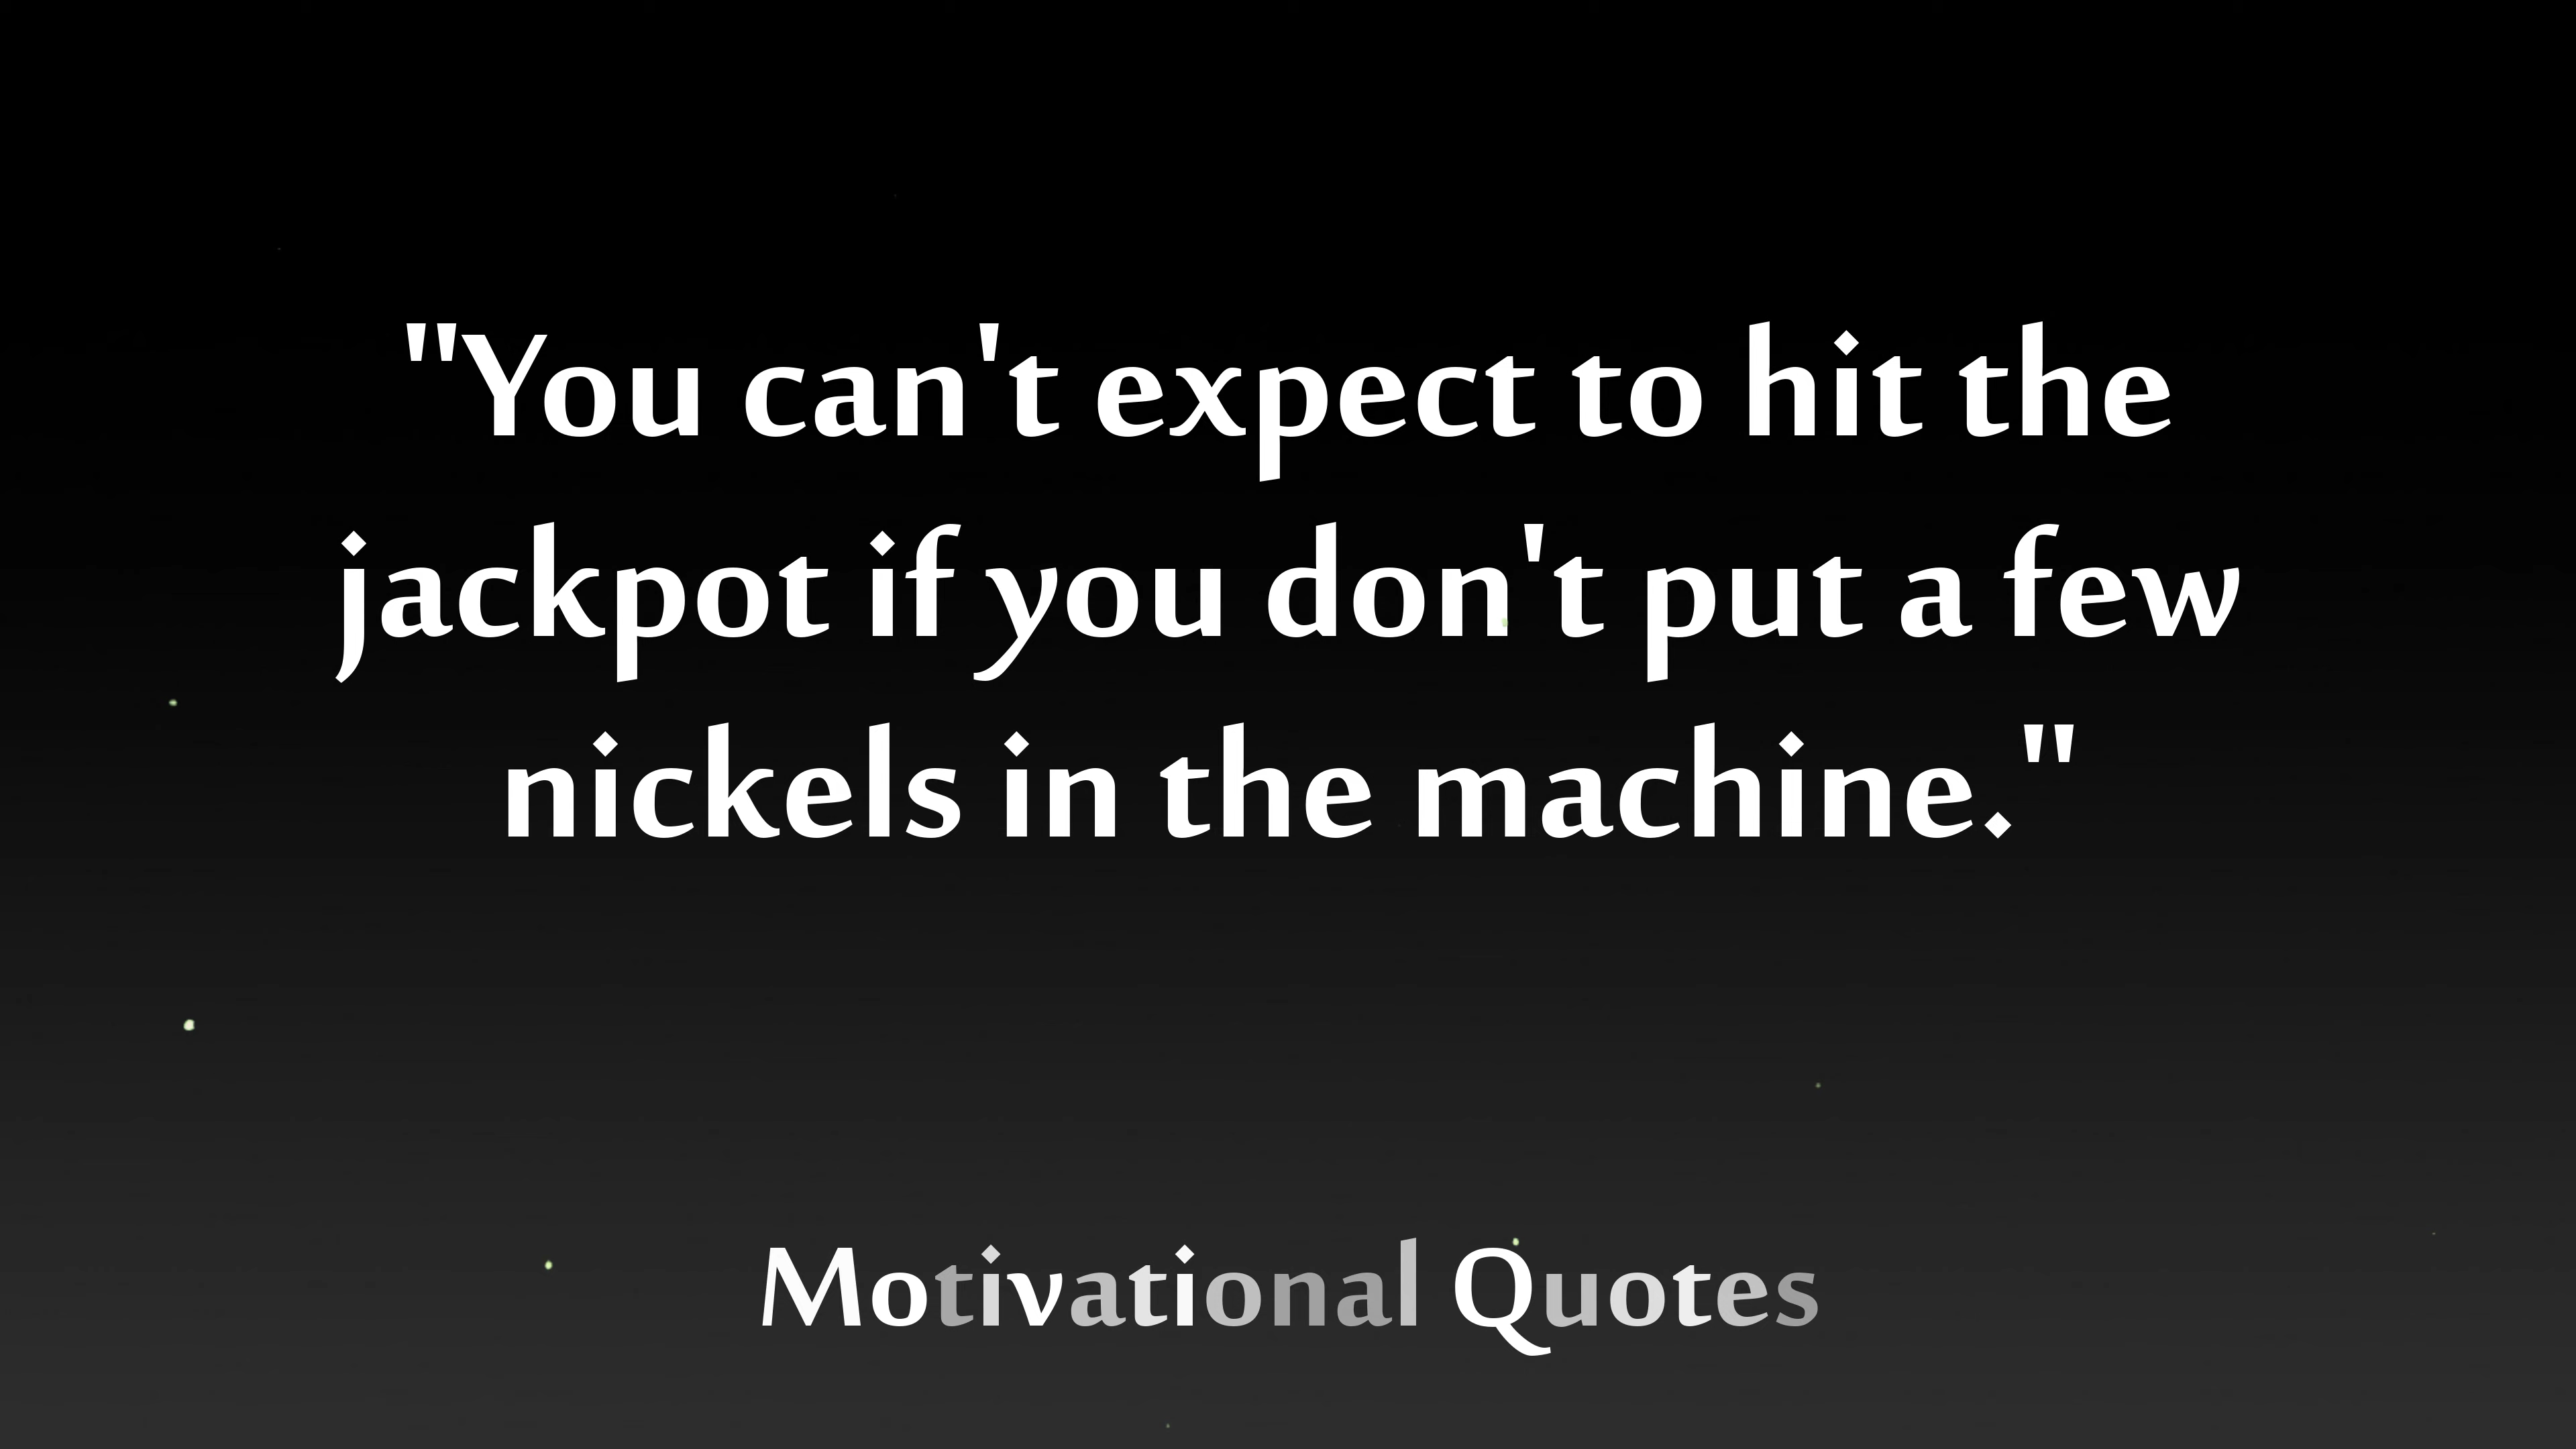 "You can't expect to hit the
jackpot if you don't put a few
nickels in the machine."
Motivational Quotes